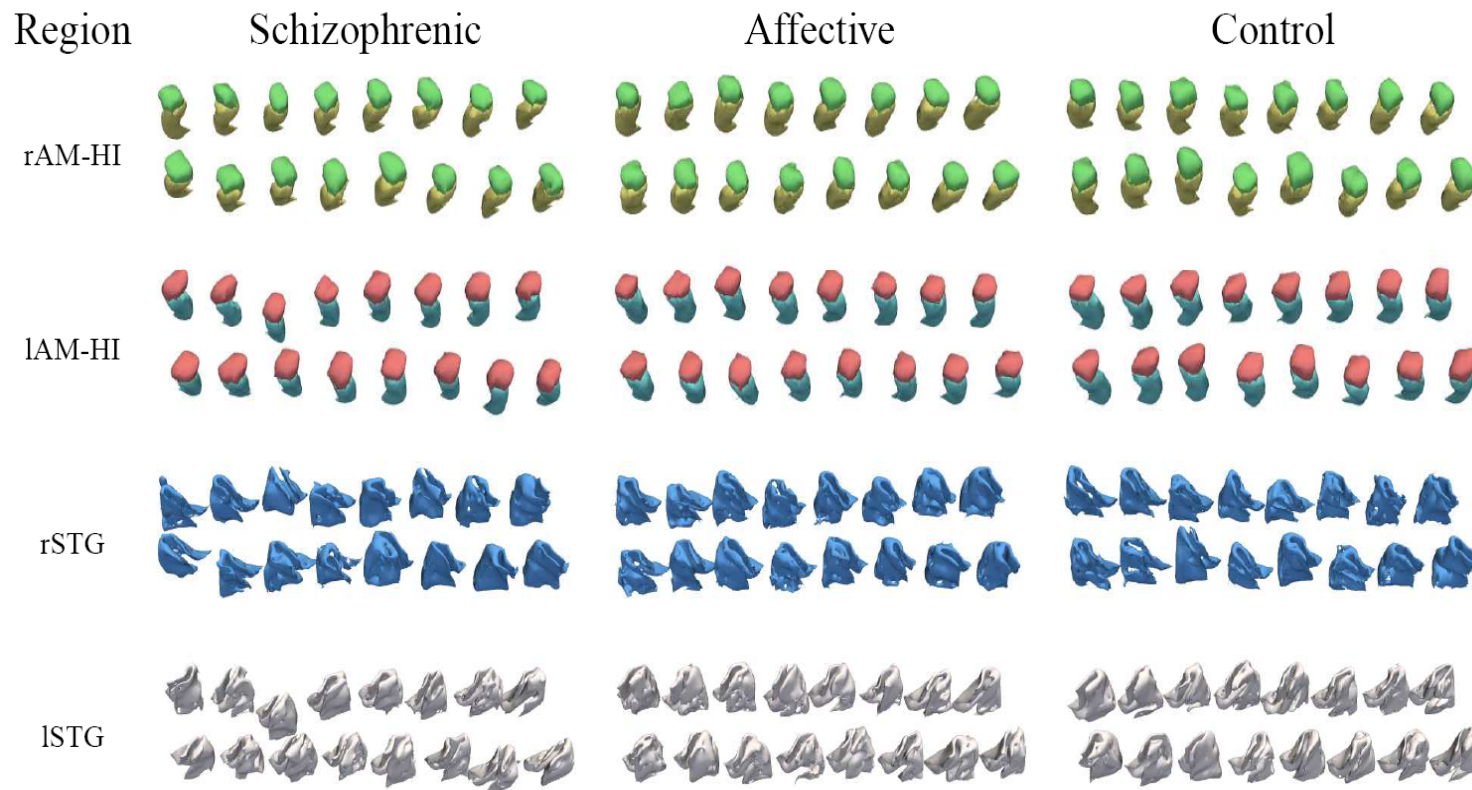 Region Schizophrenic Affective Control
rAM-HI
lAM-HI
rSTG
lSTG